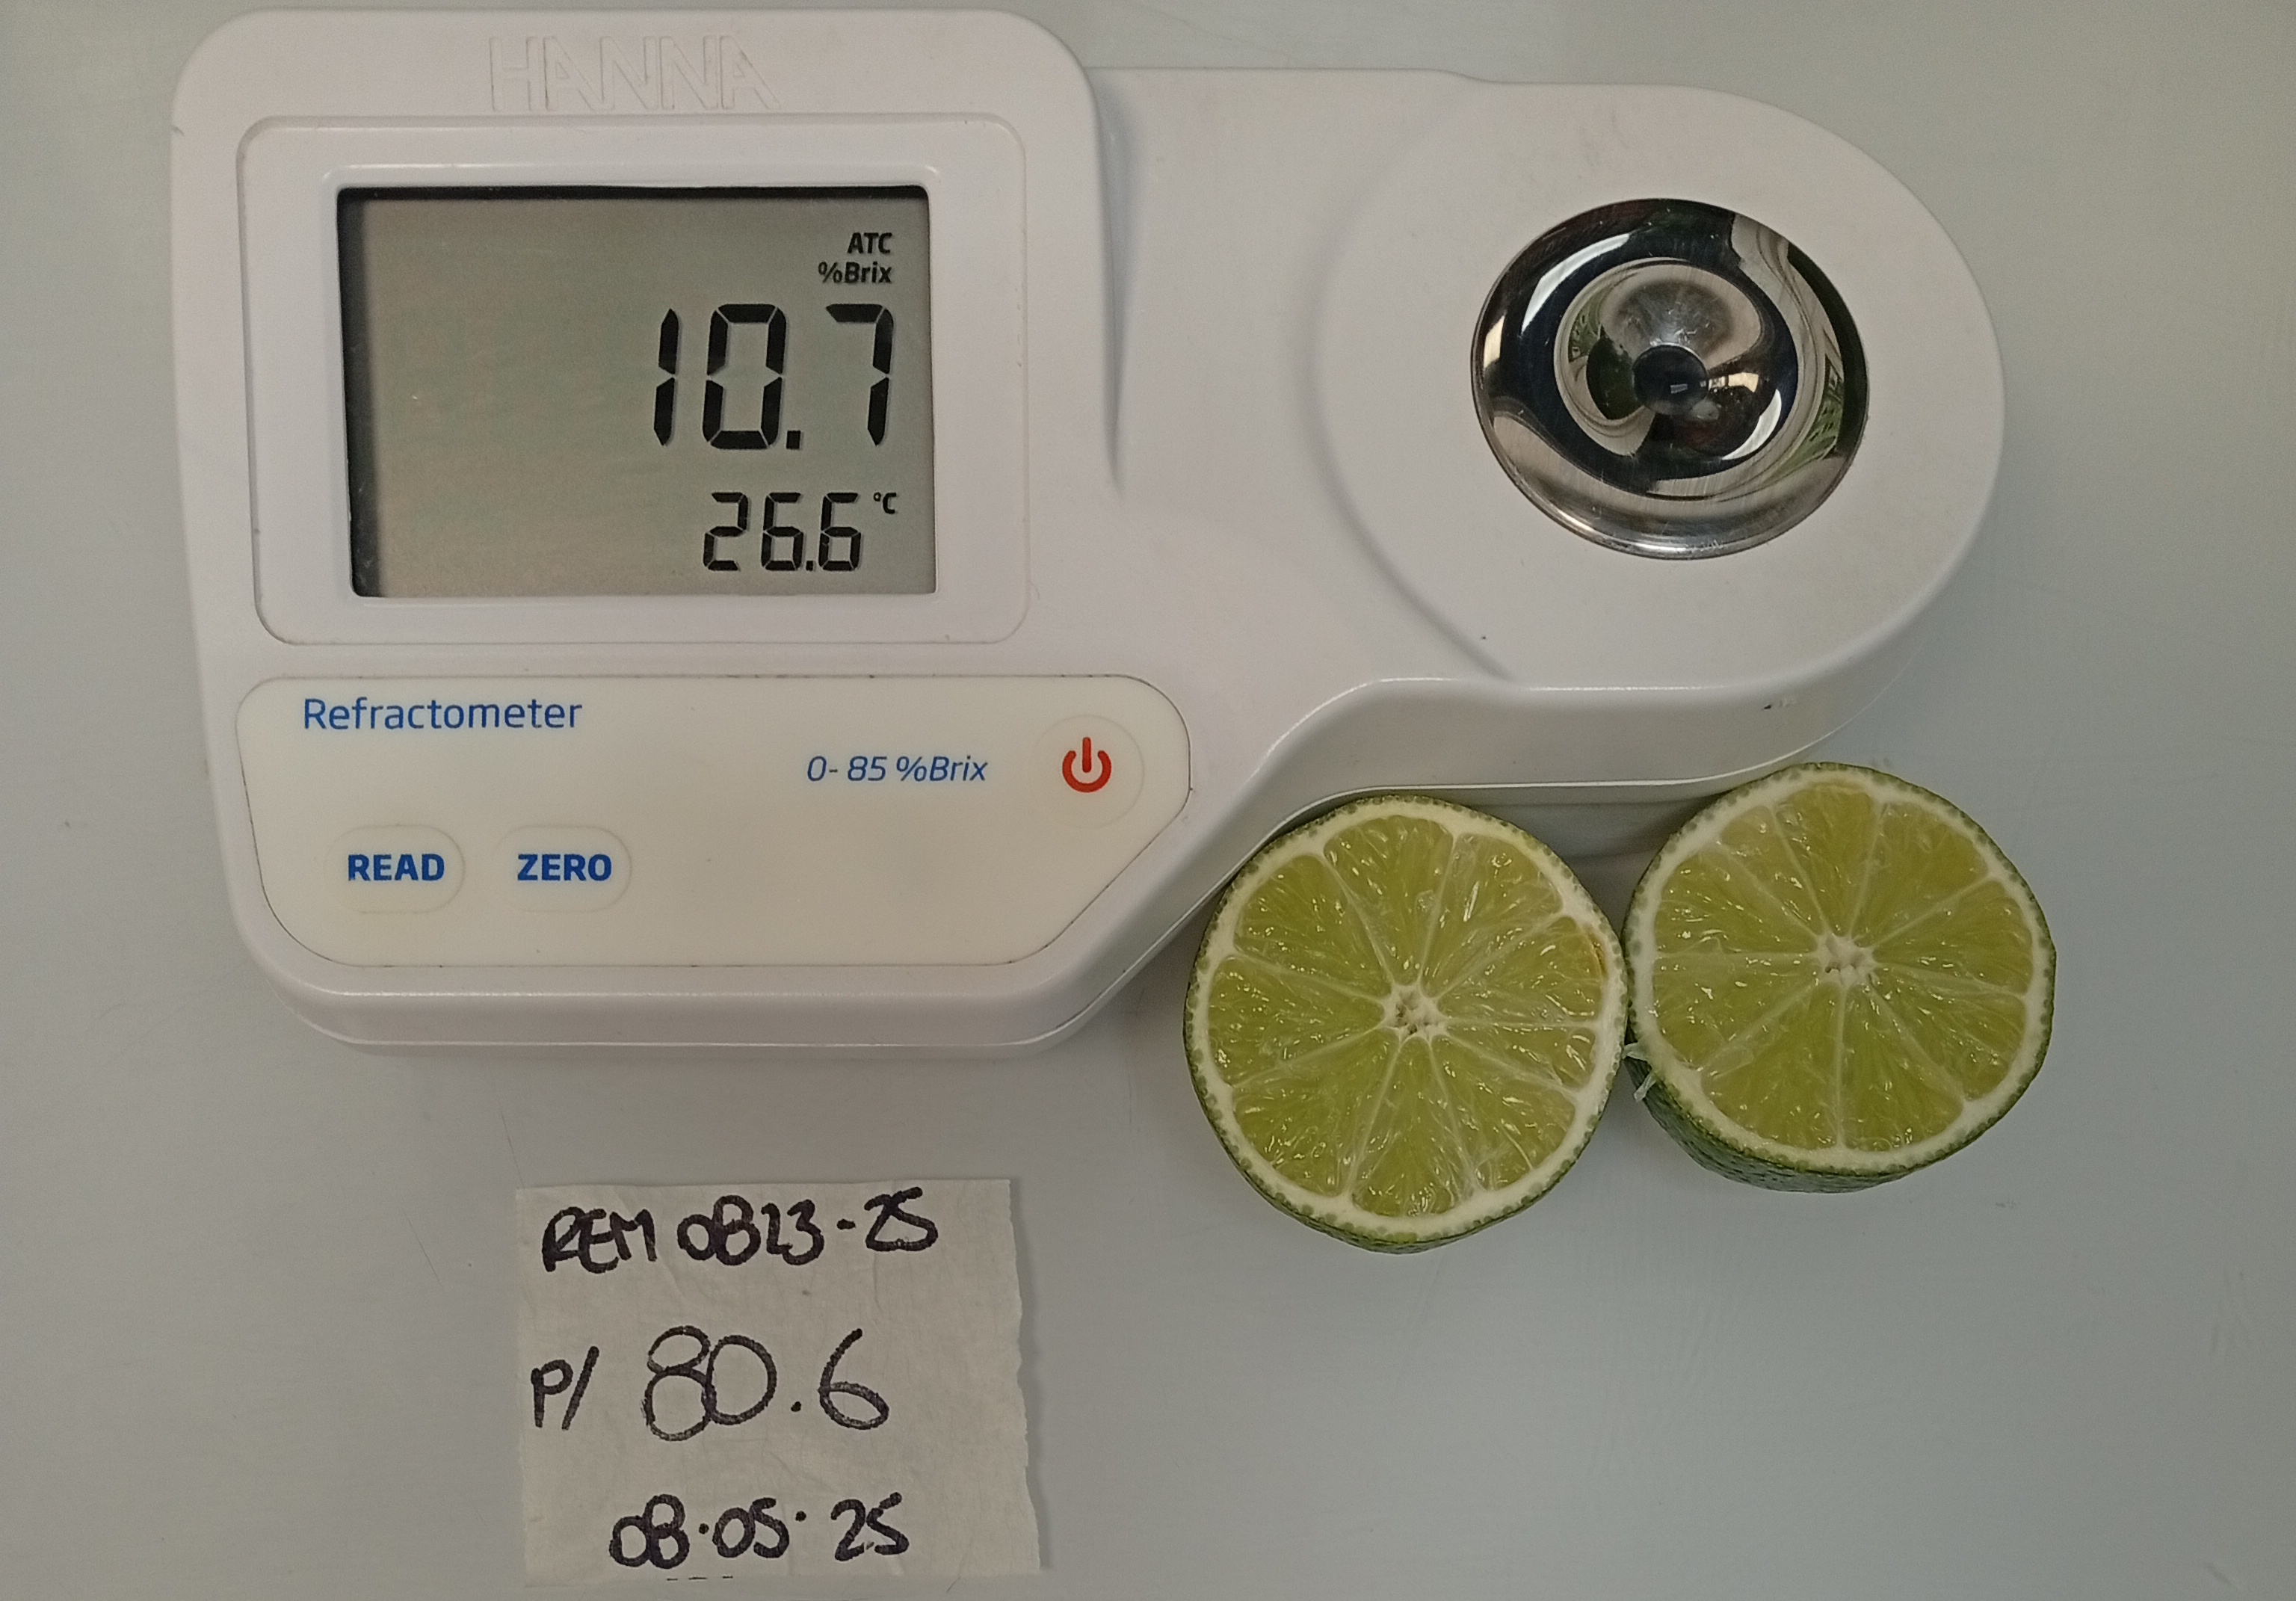 HANNA
ATC
%Brix
10.7
26.6 °C
Refractometer
0- 85 %Brix
READ ZERO
REM 0823-25
P/ 80.6
08.05.25